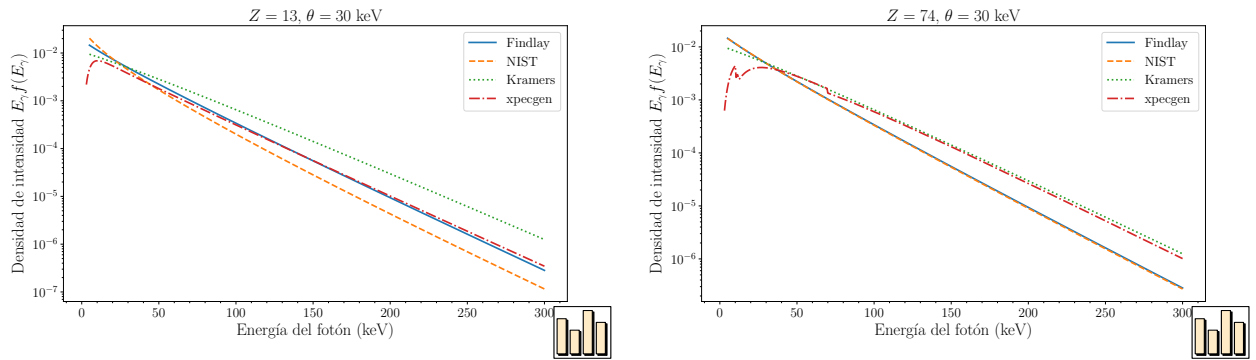 Z = 13, θ = 30 keV
Densidad de intensidad E_γ f(E_γ)
10⁻²
10⁻³
10⁻⁴
10⁻⁵
10⁻⁶
10⁻⁷
Findlay
NIST
Kramers
xpecgen
0 50 100 150 200 250 300
Energía del fotón (keV)
Z = 74, θ = 30 keV
Densidad de intensidad E_γ f(E_γ)
10⁻²
10⁻³
10⁻⁴
10⁻⁵
10⁻⁶
Findlay
NIST
Kramers
xpecgen
0 50 100 150 200 250 300
Energía del fotón (keV)